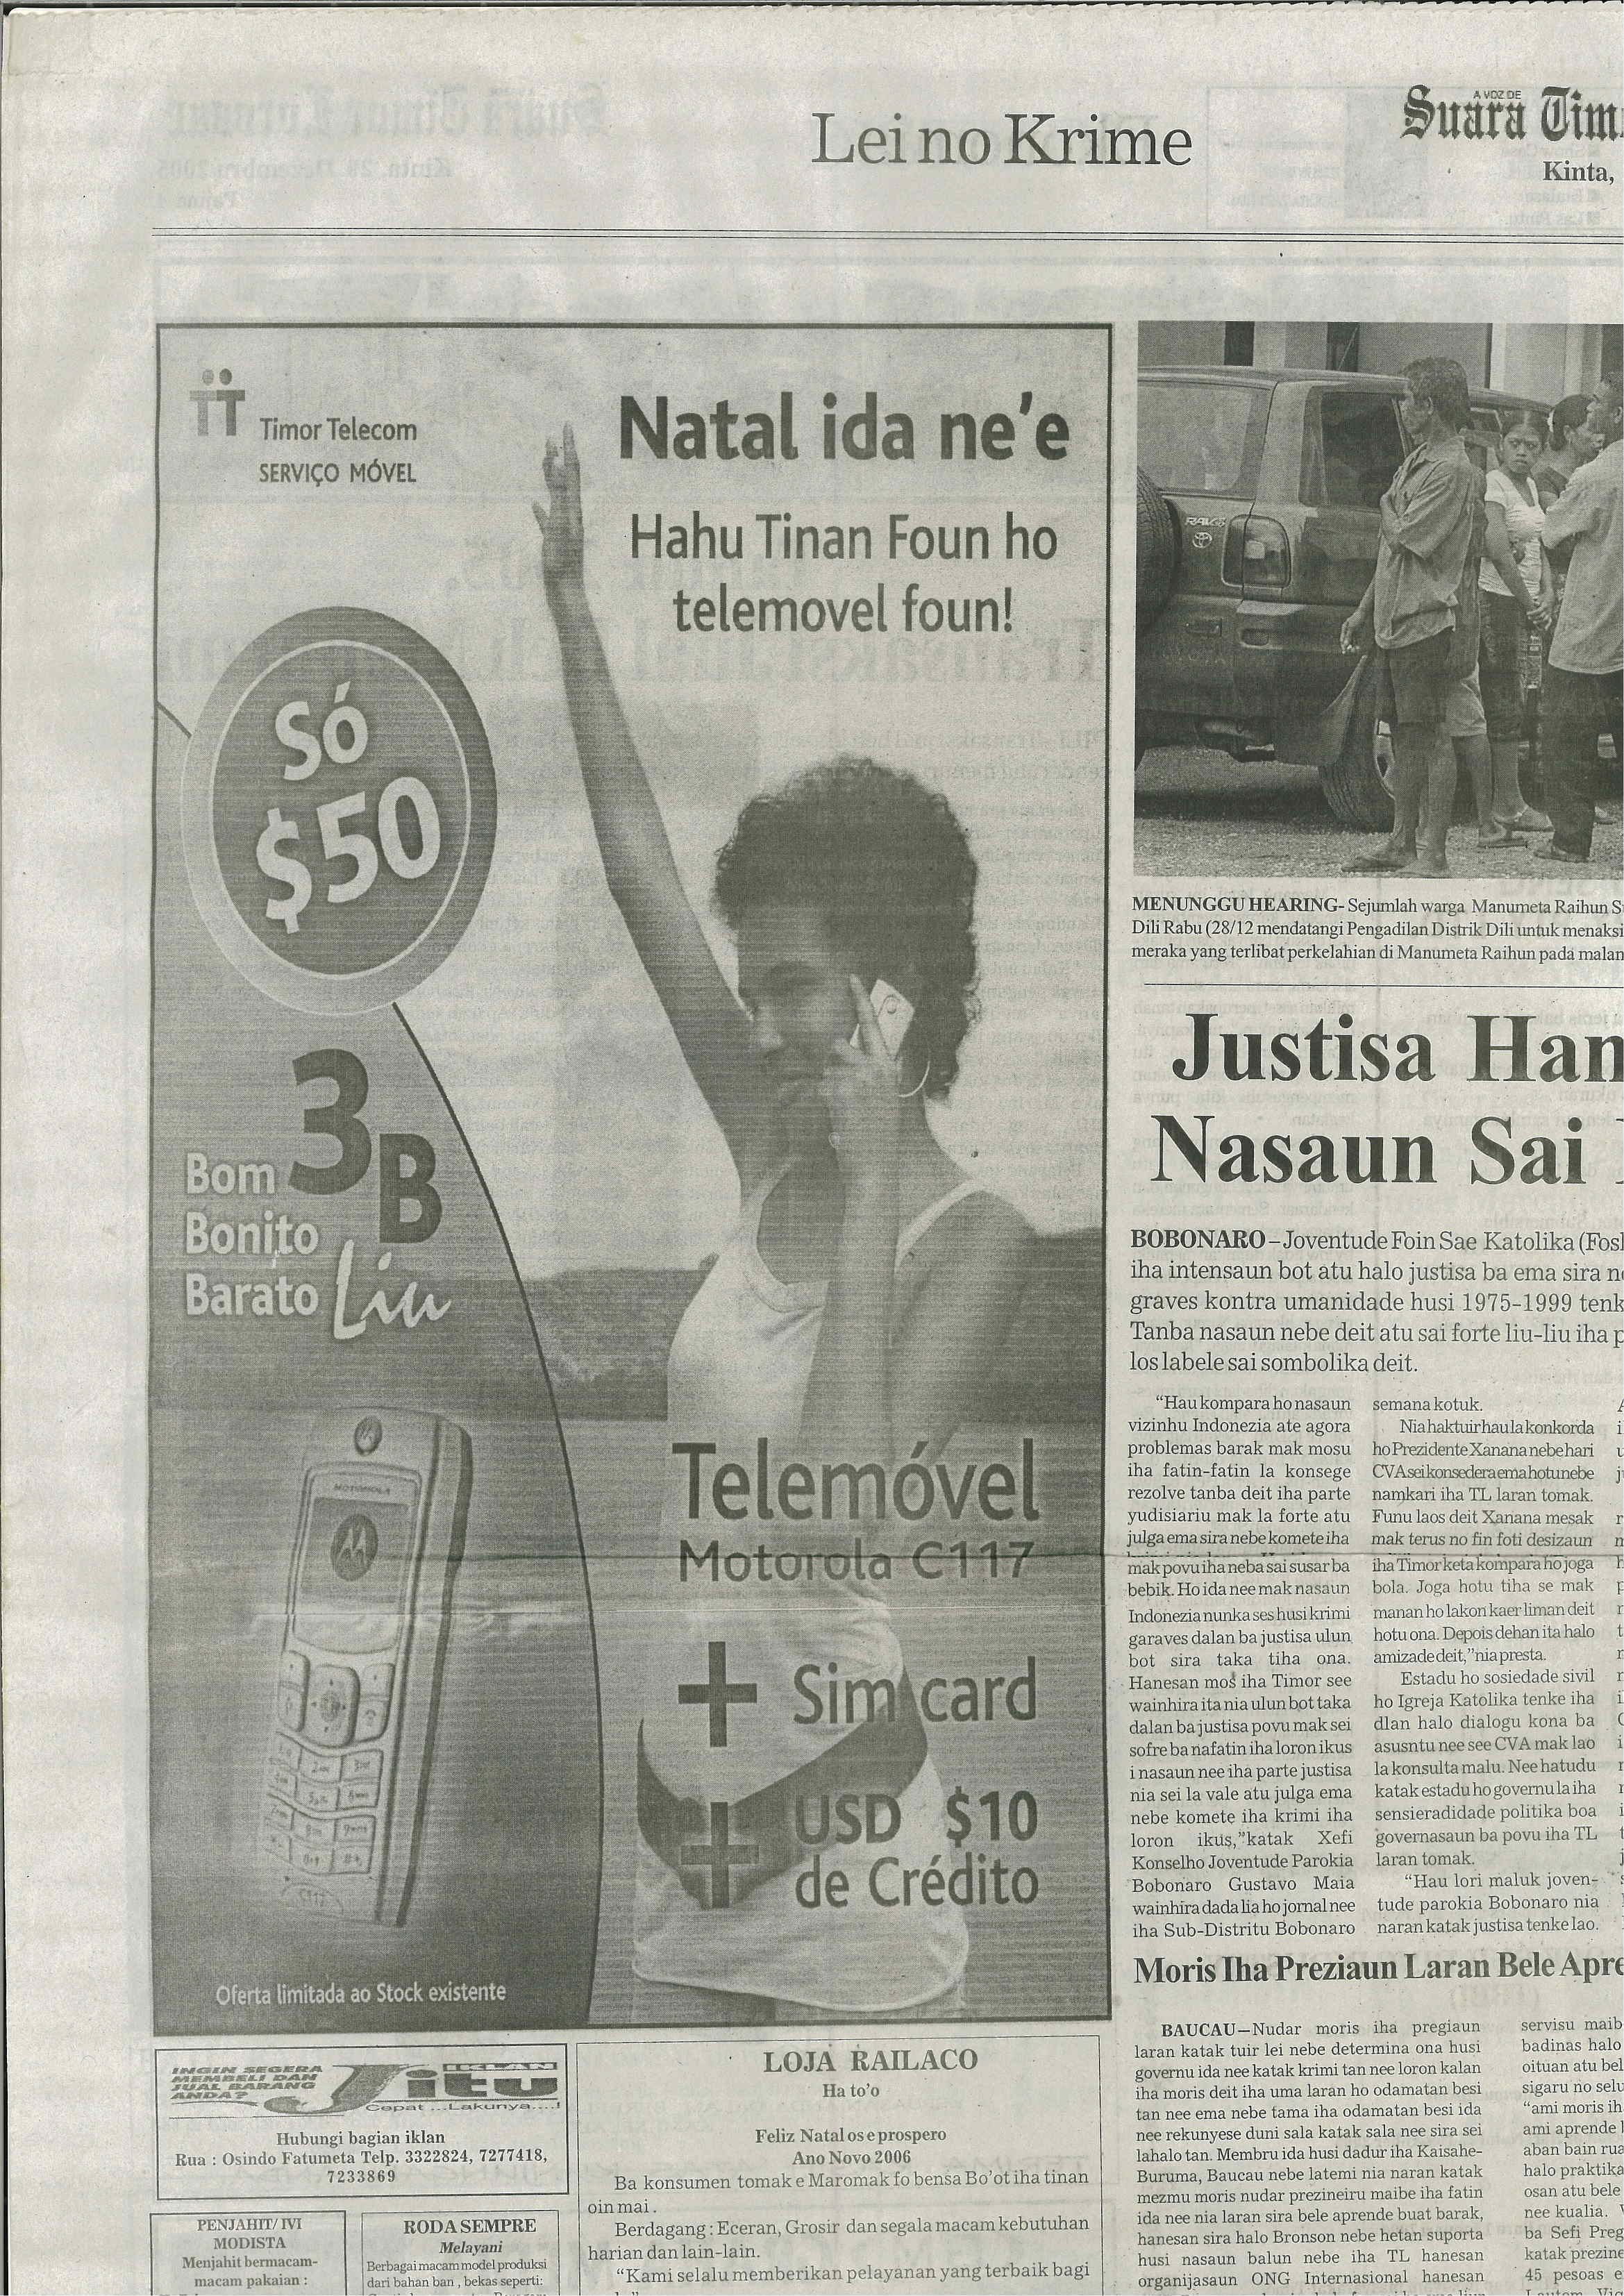 Lei no Krime
A VOZ DE
Suara Tim
Kinta,
Timor Telecom
SERVIÇO MÓVEL
Natal ida ne'e
Hahu Tinan Foun ho
telemovel foun!
Só
$50
3B
Bom
Bonito
Barato Liu
MOTOROLA
C117
Telemóvel
Motorola C117
+ Sim card
+ USD $10
de Crédito
Oferta limitada ao Stock existente
RAV4
MENUNGGU HEARING- Sejumlah warga Manumeta Raihun S
Dili Rabu (28/12 mendatangi Pengadilan Distrik Dili untuk menaksi
meraka yang terlibat perkelahian di Manumeta Raihun pada malan
Justisa Han
Nasaun Sai
BOBONARO – Joventude Foin Sae Katolika (Fosl
iha intensaun bot atu halo justisa ba ema sira n
graves kontra umanidade husi 1975-1999 tenk
Tanba nasaun nebe deit atu sai forte liu-liu iha p
los labele sai sombolika deit.
“Hau kompara ho nasaun
vizinhu Indonezia ate agora
problemas barak mak mosu
iha fatin-fatin la konsege
rezolve tanba deit iha parte
yudisiariu mak la forte atu
julga ema sira nebe komete iha
mak povu iha neba sai susar ba
bebik. Ho ida nee mak nasaun
Indonezia nunka ses husi krimi
garaves dalan ba justisa ulun
bot sira taka tiha ona.
Hanesan mos iha Timor see
wainhira ita nia ulun bot taka
dalan ba justisa povu mak sei
sofre ba nafatin iha loron ikus
i nasaun nee iha parte justisa
nia sei la vale atu julga ema
nebe komete iha krimi iha
loron ikus,”katak Xefi
Konselho Joventude Parokia
Bobonaro Gustavo Maia
wainhira dada lia ho jornal nee
iha Sub-Distritu Bobonaro
semana kotuk.
Nia haktuir hau la konkorda
ho Prezidente Xanana nebe hari
CVA sei konsedera ema hotu nebe
namkari iha TL laran tomak.
Funu laos deit Xanana mesak
mak terus no fin foti desizaun
iha Timor keta kompara ho joga
bola. Joga hotu tiha se mak
manan ho lakon kaer liman deit
hotu ona. Depois dehan ita halo
amizade deit,”nia presta.
Estadu ho sosiedade sivil
ho Igreja Katolika tenke iha
dlan halo dialogu kona ba
asusntu nee see CVA mak lao
la konsulta malu. Nee hatudu
katak estadu ho governu la iha
sensieradidade politika boa
governasaun ba povu iha TL
laran tomak.
“Hau lori maluk joven-
tude parokia Bobonaro nia
naran katak justisa tenke lao.
Moris Iha Preziaun Laran Bele Apre
BAUCAU—Nudar moris iha pregiaun
laran katak tuir lei nebe determina ona husi
governu ida nee katak krimi tan nee loron kalan
iha moris deit iha uma laran ho odamatan besi
tan nee ema nebe tama iha odamatan besi ida
nee rekunyese duni sala katak sala nee sira sei
lahalo tan. Membru ida husi dadur iha Kaisahe-
Buruma, Baucau nebe latemi nia naran katak
mezmu moris nudar prezineiru maibe iha fatin
ida nee nia laran sira bele aprende buat barak,
hanesan sira halo Bronson nebe hetan suporta
husi nasaun balun nebe iha TL hanesan
organijasaun ONG Internasional hanesan
servisu maib
badinas halo
oituan atu bel
sigaru no selu
“ami moris ih
ami aprende
aban bain rua
halo praktika
osan atu bele
nee kualia.
ba Sefi Preg
katak prezine
45 pesoas
INGIN SEGERA
MEMBELI DAN
JUAL BARANG
ANDA?
IKLAN
Jitu
Cepat ...Lakunya....!
Hubungi bagian iklan
Rua : Osindo Fatumeta Telp. 3322824, 7277418,
7233869
PENJAHIT/ IVI
MODISTA
Menjahit bermacam-
macam pakaian :
RODA SEMPRE
Melayani
Berbagai macam model produksi
dari bahan ban , bekas seperti:
LOJA RAILACO
Ha to'o
Feliz Natal os e prospero
Ano Novo 2006
Ba konsumen tomak e Maromak fo bensa Bo'ot iha tinan
oin mai .
Berdagang : Eceran, Grosir dan segala macam kebutuhan
harian dan lain-lain.
“Kami selalu memberikan pelayanan yang terbaik bagi